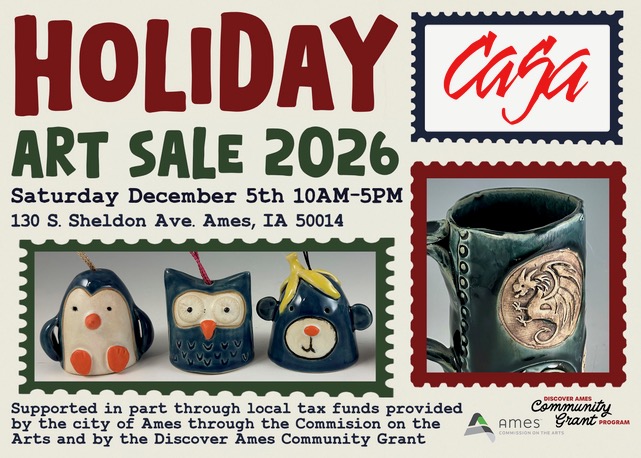 HOLIDAY
ART SALE 2026
Saturday December 5th 10AM-5PM
130 S. Sheldon Ave. Ames, IA 50014
casa
Supported in part through local tax funds provided
by the city of Ames through the Commision on the
Arts and by the Discover Ames Community Grant
ames
COMMISSION ON THE ARTS
DISCOVER AMES
Community
Grant PROGRAM